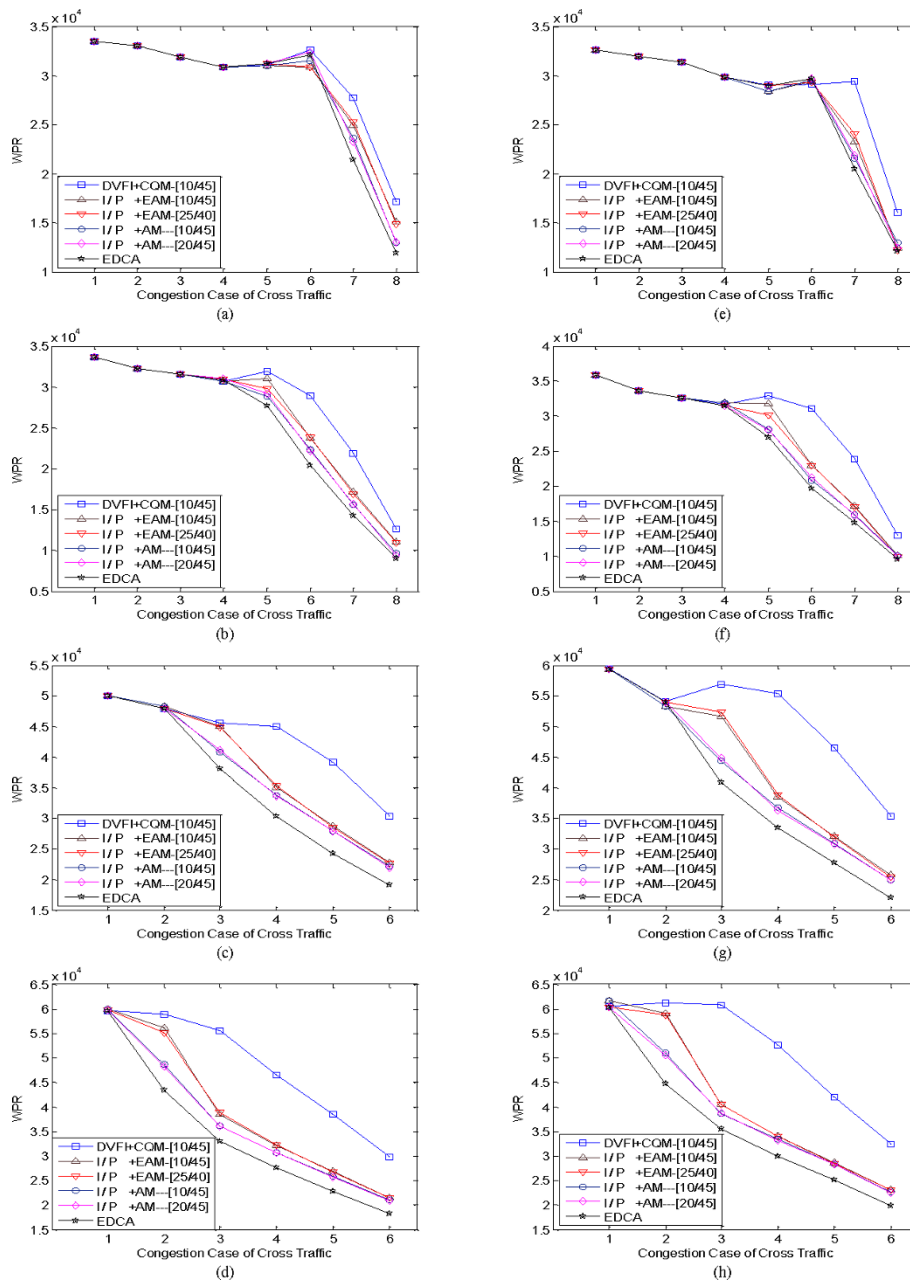 x 10^4
3.5
3
2.5
2
1.5
1
WPR
DVFI+CQM-[10/45]
I/P +EAM-[10/45]
I/P +EAM-[25/40]
I/P +AM---[10/45]
I/P +AM---[20/45]
EDCA
1 2 3 4 5 6 7 8
Congestion Case of Cross Traffic
(a)
x 10^4
3.5
3
2.5
2
1.5
1
WPR
DVFI+CQM-[10/45]
I/P +EAM-[10/45]
I/P +EAM-[25/40]
I/P +AM---[10/45]
I/P +AM---[20/45]
EDCA
1 2 3 4 5 6 7 8
Congestion Case of Cross Traffic
(e)
x 10^4
3.5
3
2.5
2
1.5
1
0.5
WPR
DVFI+CQM-[10/45]
I/P +EAM-[10/45]
I/P +EAM-[25/40]
I/P +AM---[10/45]
I/P +AM---[20/45]
EDCA
1 2 3 4 5 6 7 8
Congestion Case of Cross Traffic
(b)
x 10^4
4
3.5
3
2.5
2
1.5
1
0.5
WPR
DVFI+CQM-[10/45]
I/P +EAM-[10/45]
I/P +EAM-[25/40]
I/P +AM---[10/45]
I/P +AM---[20/45]
EDCA
1 2 3 4 5 6 7 8
Congestion Case of Cross Traffic
(f)
x 10^4
5.5
5
4.5
4
3.5
3
2.5
2
1.5
WPR
DVFI+CQM-[10/45]
I/P +EAM-[10/45]
I/P +EAM-[25/40]
I/P +AM---[10/45]
I/P +AM---[20/45]
EDCA
1 2 3 4 5 6
Congestion Case of Cross Traffic
(c)
x 10^4
6
5.5
5
4.5
4
3.5
3
2.5
2
WPR
DVFI+CQM-[10/45]
I/P +EAM-[10/45]
I/P +EAM-[25/40]
I/P +AM---[10/45]
I/P +AM---[20/45]
EDCA
1 2 3 4 5 6
Congestion Case of Cross Traffic
(g)
x 10^4
6.5
6
5.5
5
4.5
4
3.5
3
2.5
2
1.5
WPR
DVFI+CQM-[10/45]
I/P +EAM-[10/45]
I/P +EAM-[25/40]
I/P +AM---[10/45]
I/P +AM---[20/45]
EDCA
1 2 3 4 5 6
Congestion Case of Cross Traffic
(d)
x 10^4
6.5
6
5.5
5
4.5
4
3.5
3
2.5
2
1.5
WPR
DVFI+CQM-[10/45]
I/P +EAM-[10/45]
I/P +EAM-[25/40]
I/P +AM---[10/45]
I/P +AM---[20/45]
EDCA
1 2 3 4 5 6
Congestion Case of Cross Traffic
(h)